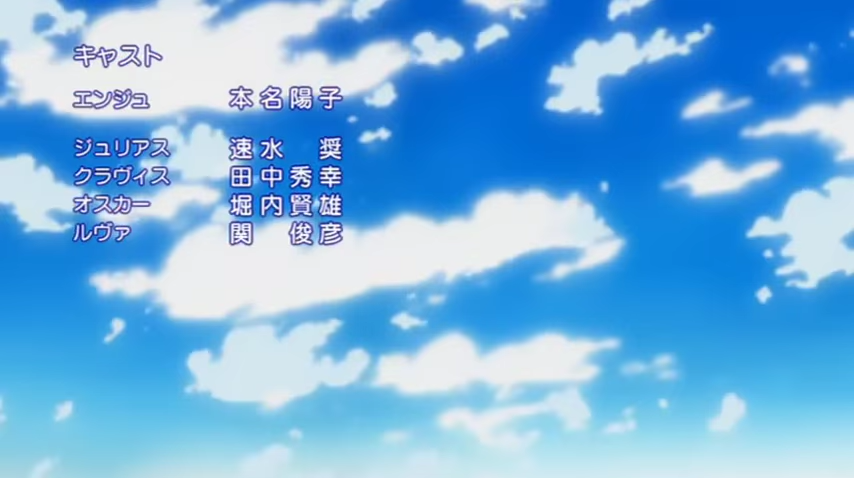 キャスト
エンジュ 本名陽子
ジュリアス 速水 奨
クラヴィス 田中秀幸
オスカー 堀内賢雄
ルヴァ 関 俊彦